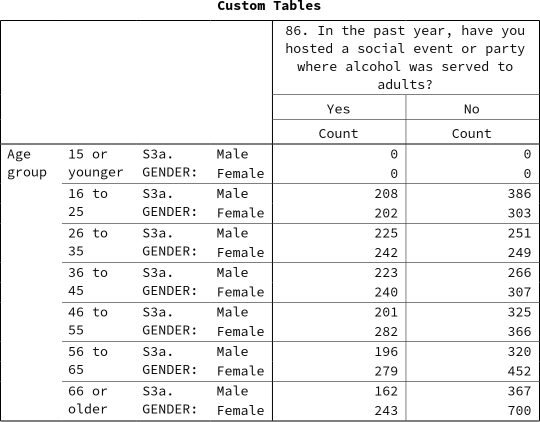 Custom Tables
86. In the past year, have you
hosted a social event or party
where alcohol was served to
adults?
Yes No
Count Count
Age group 15 or younger S3a. GENDER: Male 0 0
Female 0 0
16 to 25 S3a. GENDER: Male 208 386
Female 202 303
26 to 35 S3a. GENDER: Male 225 251
Female 242 249
36 to 45 S3a. GENDER: Male 223 266
Female 240 307
46 to 55 S3a. GENDER: Male 201 325
Female 282 366
56 to 65 S3a. GENDER: Male 196 320
Female 279 452
66 or older S3a. GENDER: Male 162 367
Female 243 700